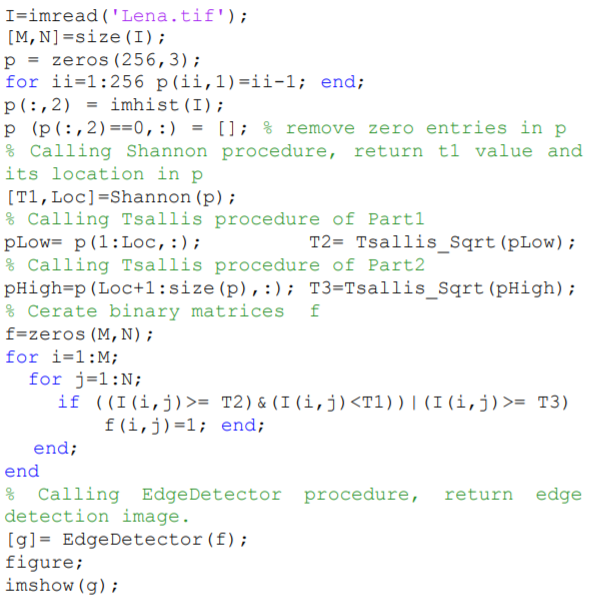 I=imread('Lena.tif');
[M,N]=size(I);
p = zeros(256,3);
for ii=1:256 p(ii,1)=ii-1; end;
p(:,2) = imhist(I);
p (p(:,2)==0,:) = []; % remove zero entries in p
% Calling Shannon procedure, return t1 value and
its location in p
[T1,Loc]=Shannon(p);
% Calling Tsallis procedure of Part1
pLow= p(1:Loc,:); T2= Tsallis_Sqrt(pLow);
% Calling Tsallis procedure of Part2
pHigh=p(Loc+1:size(p),:); T3=Tsallis_Sqrt(pHigh);
% Cerate binary matrices f
f=zeros(M,N);
for i=1:M;
for j=1:N;
if ((I(i,j)>= T2)&(I(i,j)<T1))|(I(i,j)>= T3)
f(i,j)=1; end;
end;
end
% Calling EdgeDetector procedure, return edge
detection image.
[g]= EdgeDetector(f);
figure;
imshow(g);